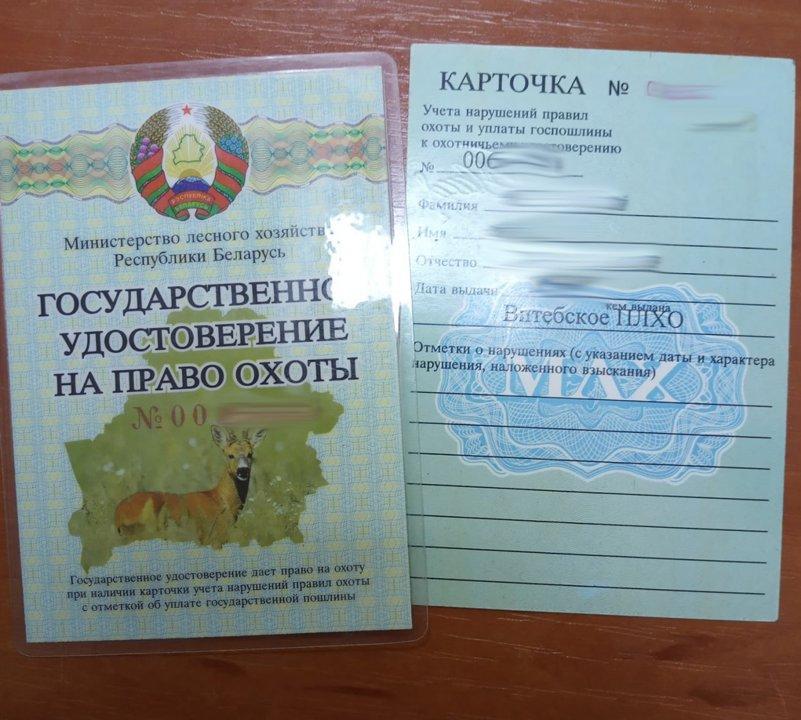 РЕСПУБЛІКА
БЕЛАРУСЬ
Министерство лесного хозяйств
Республики Беларусь
ГОСУДАРСТВЕННО
УДОСТОВЕРЕНИЕ
НА ПРАВО ОХОТЫ
№ 00
Государственное удостоверение дает право на охоту
при наличии карточки учета нарушений правил охоты
с отметкой об уплате государственной пошлины
КАРТОЧКА №
Учета нарушений правил
охоты и уплаты госпошлины
к охотничьему удостоверению
№ 006
Фамилия
Имя
Отчество
Дата выдачи
кем выдана
Витебское ПЛХО
Отметки о нарушениях (с указанием даты и характера
нарушения, наложенного взыскания)
МЛХ